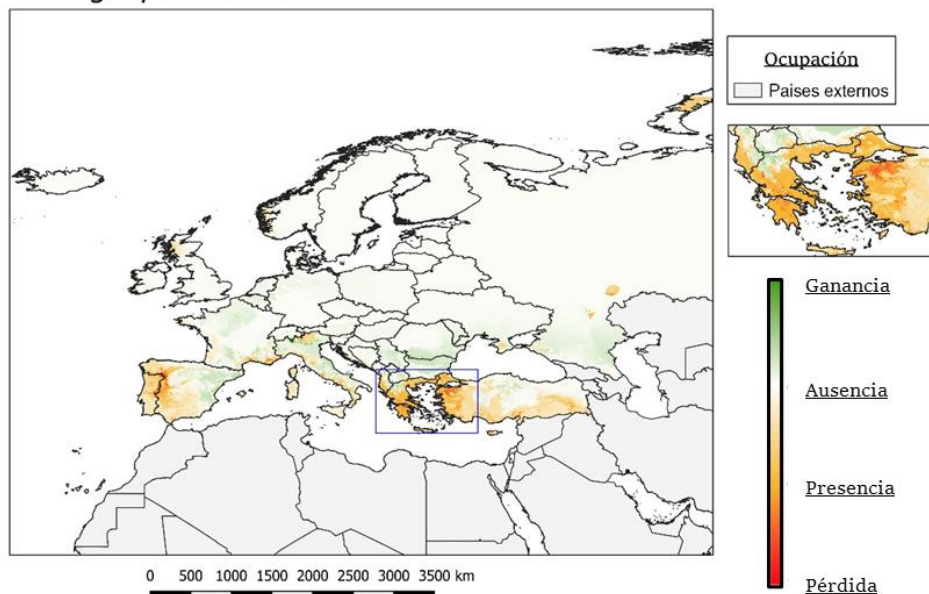 Ocupación
Paises externos
Ganancia
Ausencia
Presencia
Pérdida
0 500 1000 1500 2000 2500 3000 3500 km